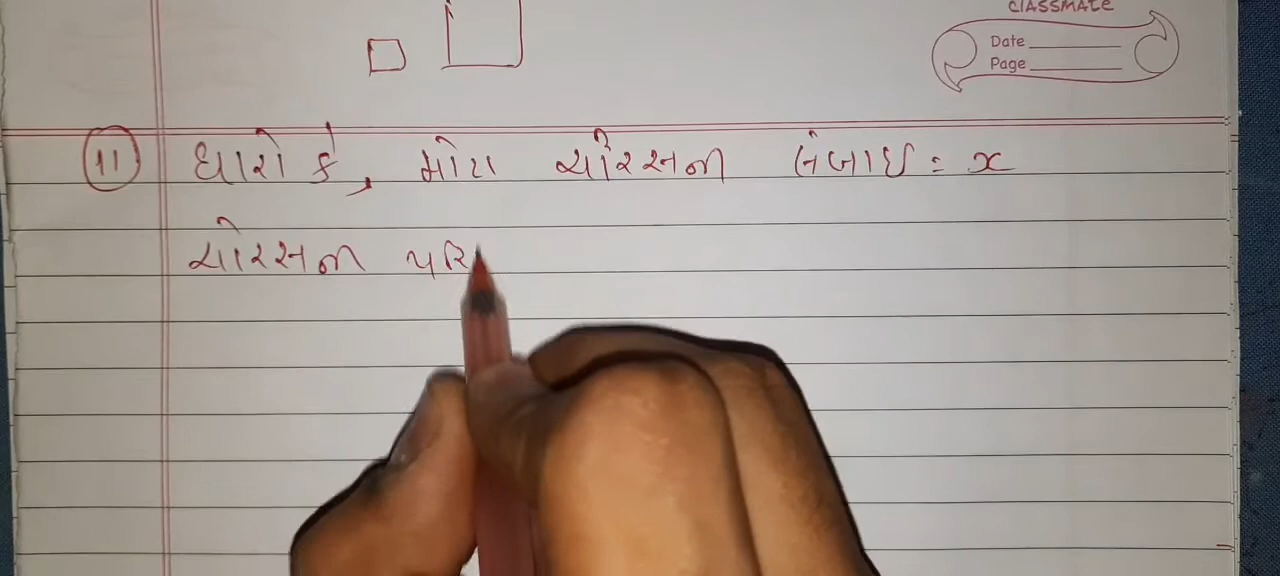 CLASSMATE
Date
Page
11 ધારો કે, મોટા ચોરસની લંબાઇ = x
ચોરસની પરિ